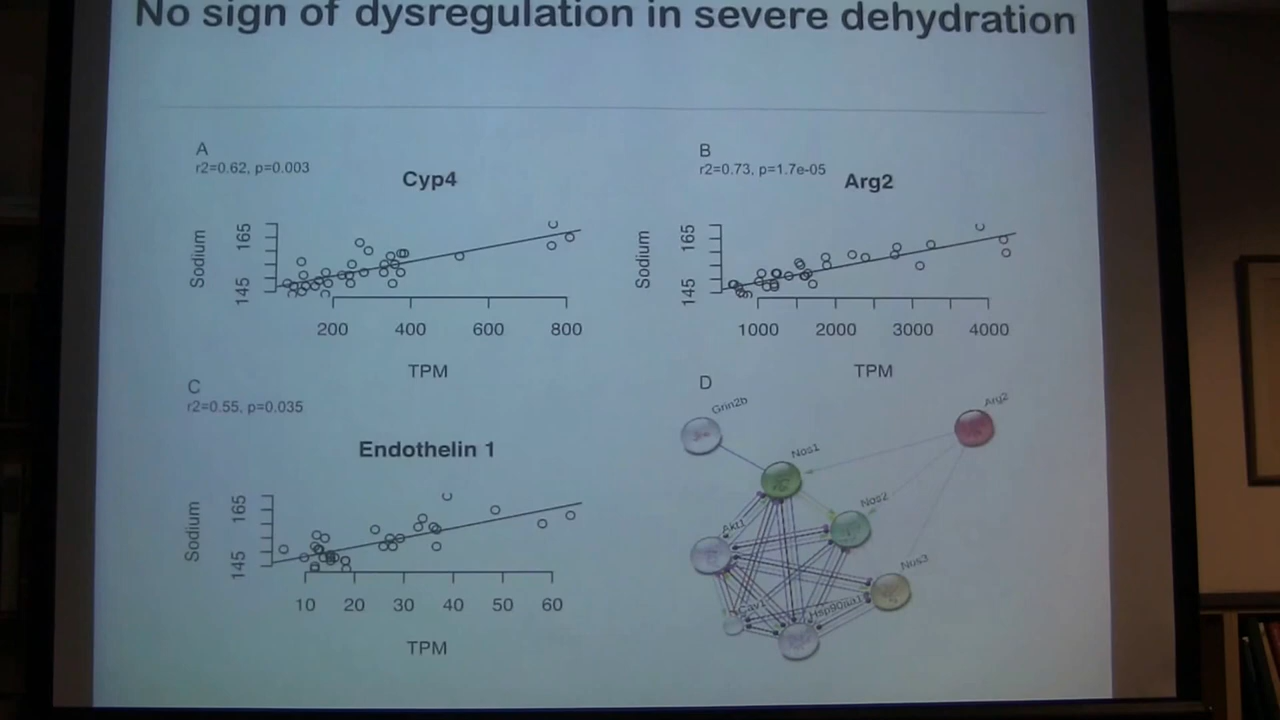 No sign of dysregulation in severe dehydration
A
r2=0.62, p=0.003
Cyp4
Sodium
165
145
200 400 600 800
TPM
B
r2=0.73, p=1.7e-05
Arg2
Sodium
165
145
1000 2000 3000 4000
TPM
C
r2=0.55, p=0.035
Endothelin 1
Sodium
165
145
10 20 30 40 50 60
TPM
D
Grin2b
Arg2
Nos1
Nos2
Akt1
Nos3
Cav1
Hsp90aa1